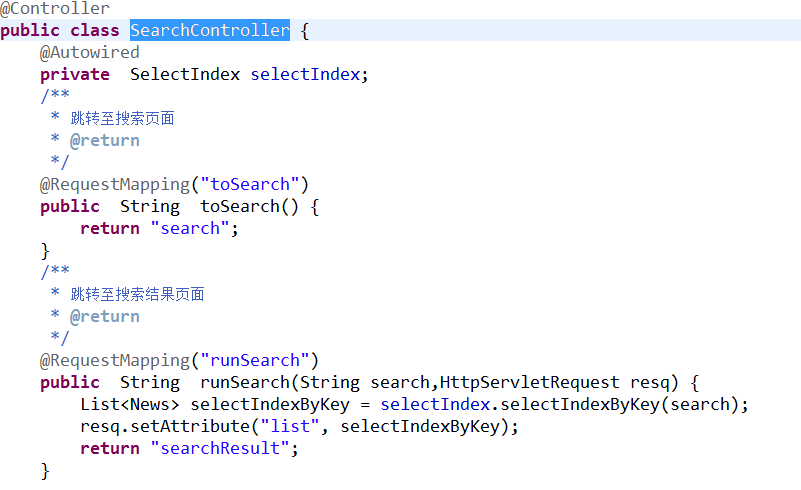 @Controller
public class SearchController {
    @Autowired
    private  SelectIndex selectIndex;
    /**
     * 跳转至搜索页面
     * @return
     */
    @RequestMapping("toSearch")
    public  String  toSearch() {
        return "search";
    }
    /**
     * 跳转至搜索结果页面
     * @return
     */
    @RequestMapping("runSearch")
    public  String  runSearch(String search,HttpServletRequest resq) {
        List<News> selectIndexByKey = selectIndex.selectIndexByKey(search);
        resq.setAttribute("list", selectIndexByKey);
        return "searchResult";
    }